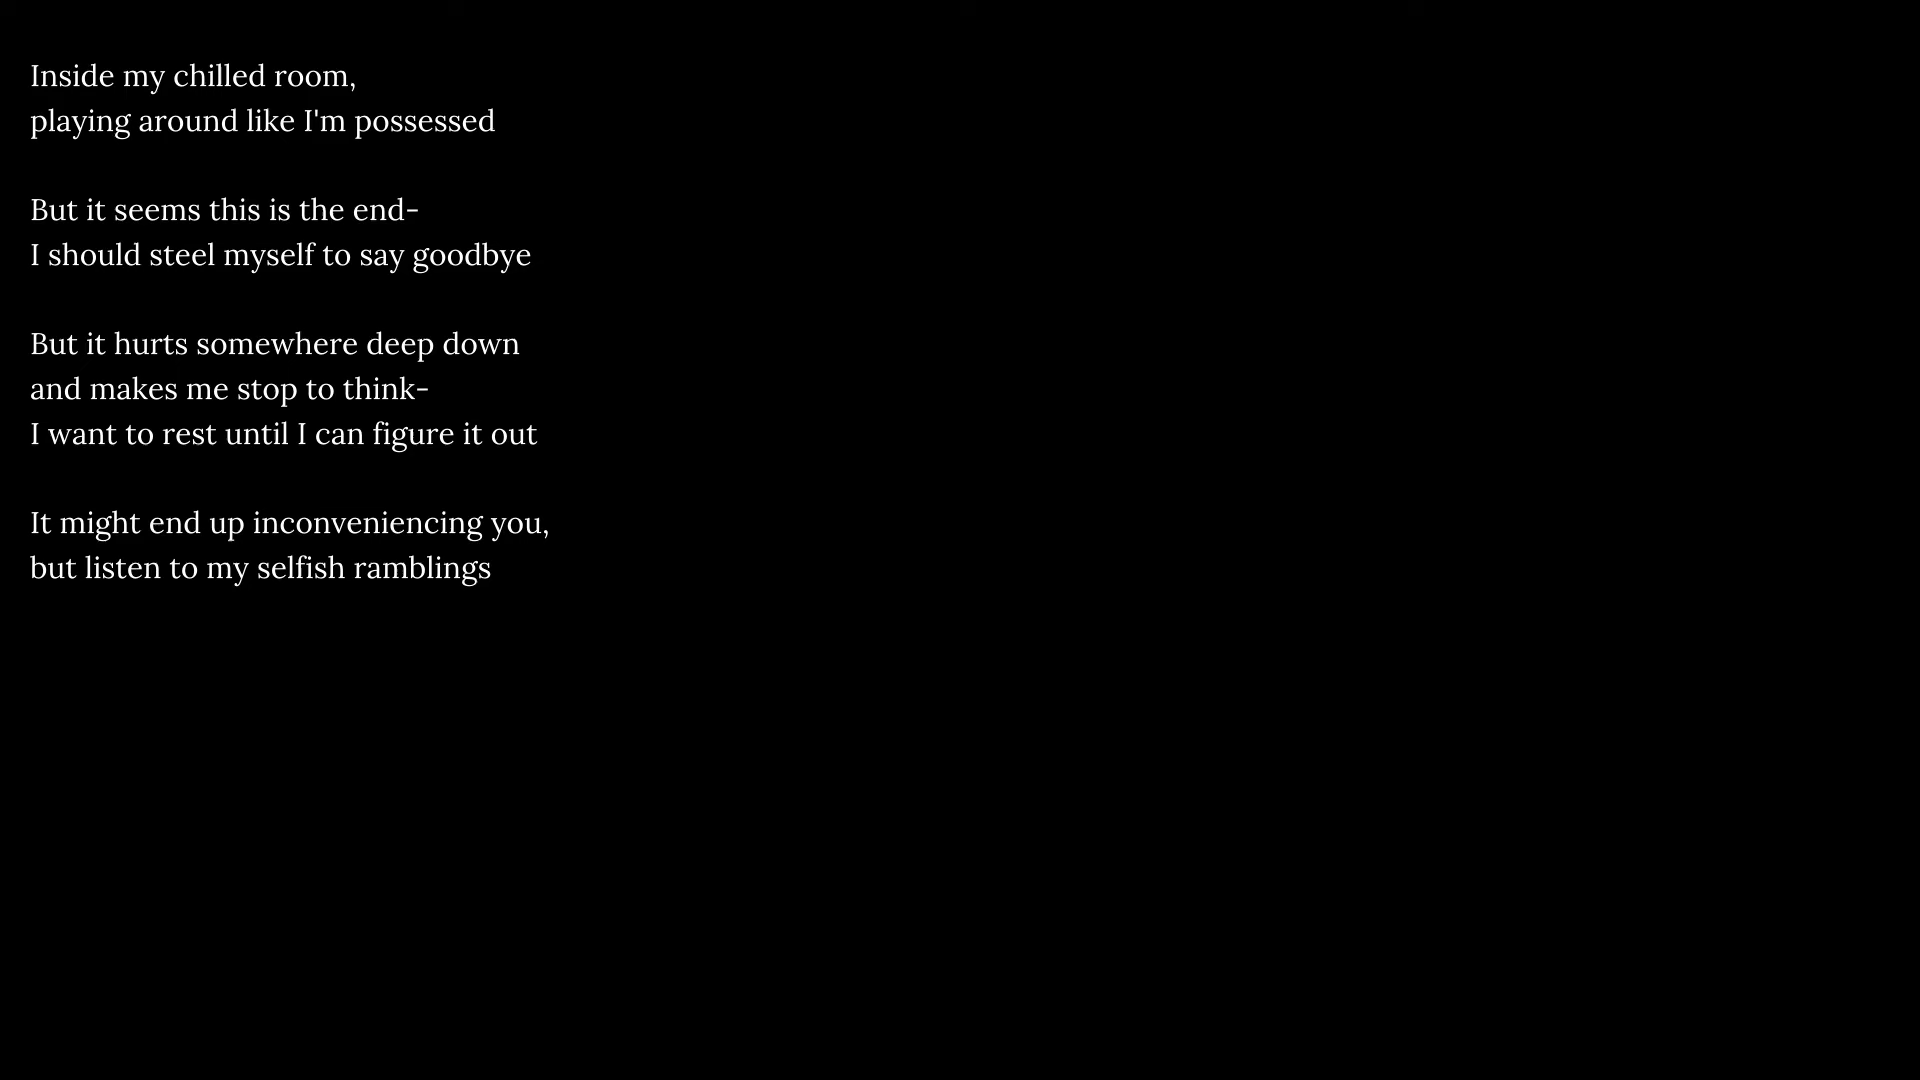 Inside my chilled room,
playing around like I'm possessed
But it seems this is the end-
I should steel myself to say goodbye
But it hurts somewhere deep down
and makes me stop to think-
I want to rest until I can figure it out
It might end up inconveniencing you,
but listen to my selfish ramblings